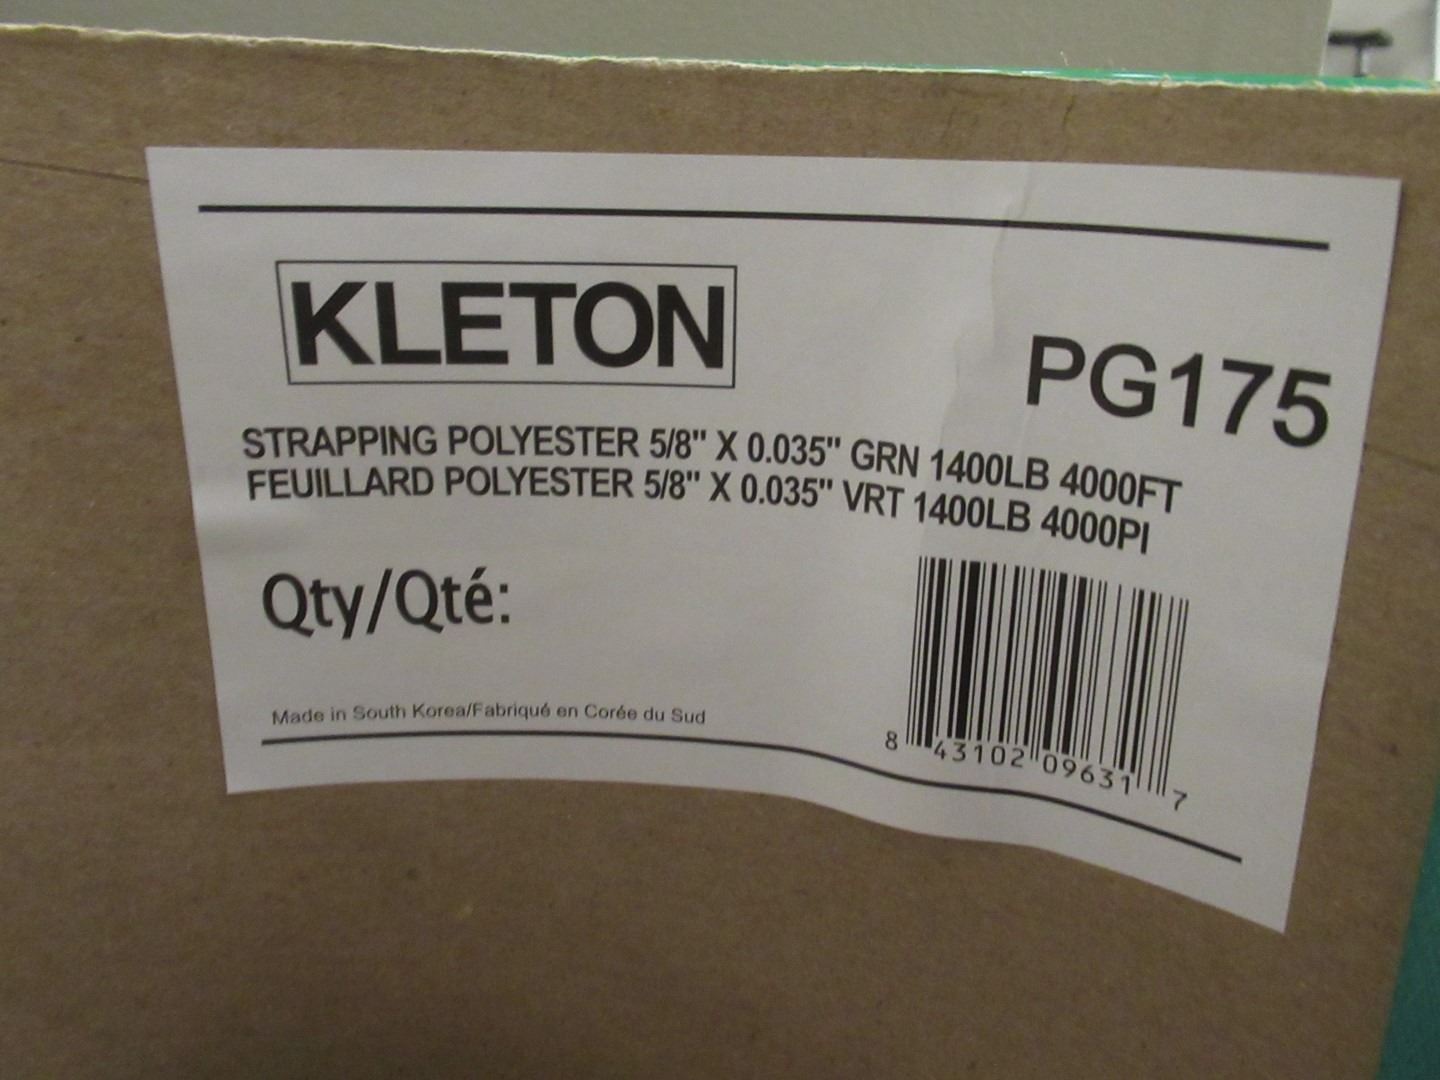 KLETON
PG175
STRAPPING POLYESTER 5/8" X 0.035" GRN 1400LB 4000FT
FEUILLARD POLYESTER 5/8" X 0.035" VRT 1400LB 4000PI
Qty/Qté:
Made in South Korea/Fabriqué en Corée du Sud
8 43102 09631 7